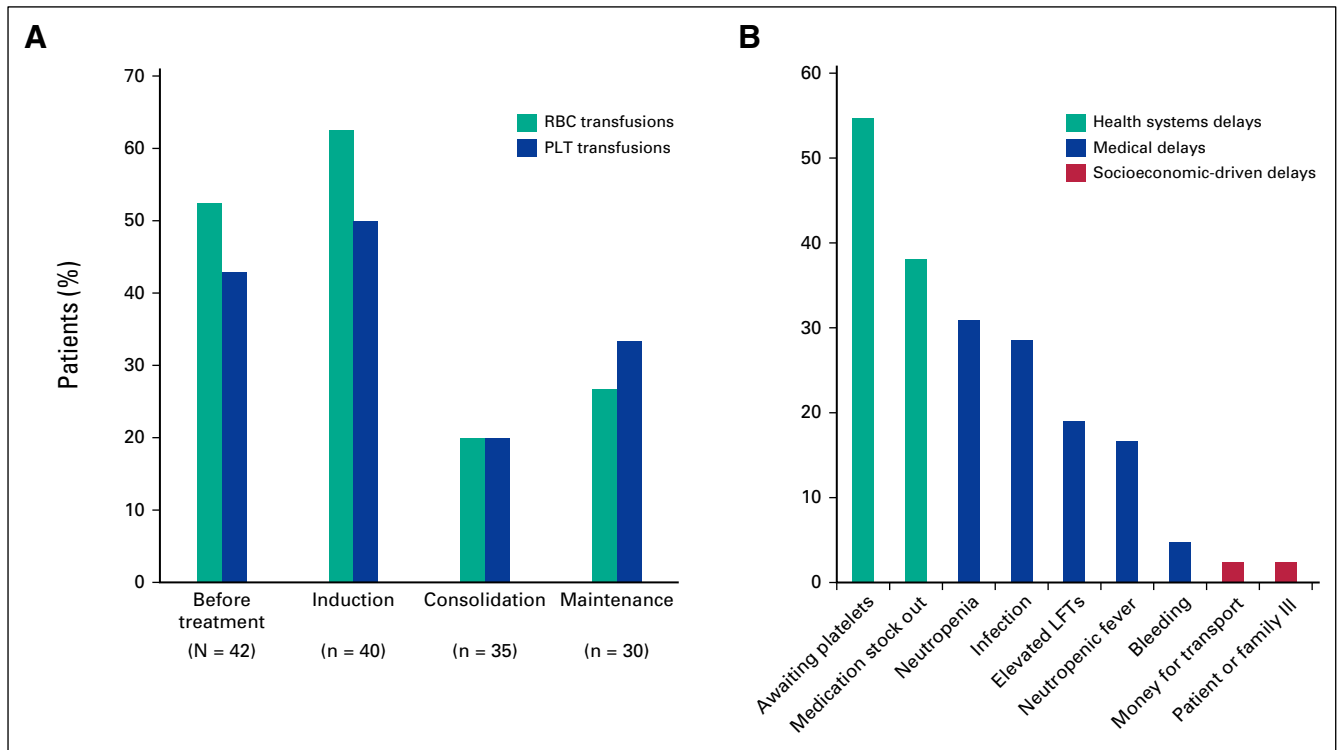 A
Patients (%)
70
60
50
40
30
20
10
0
RBC transfusions
PLT transfusions
Before
treatment
(N = 42)
Induction
(n = 40)
Consolidation
(n = 35)
Maintenance
(n = 30)
B
60
50
40
30
20
10
0
Health systems delays
Medical delays
Socioeconomic-driven delays
Awaiting platelets
Medication stock out
Neutropenia
Infection
Elevated LFTs
Neutropenic fever
Bleeding
Money for transport
Patient or family Ill